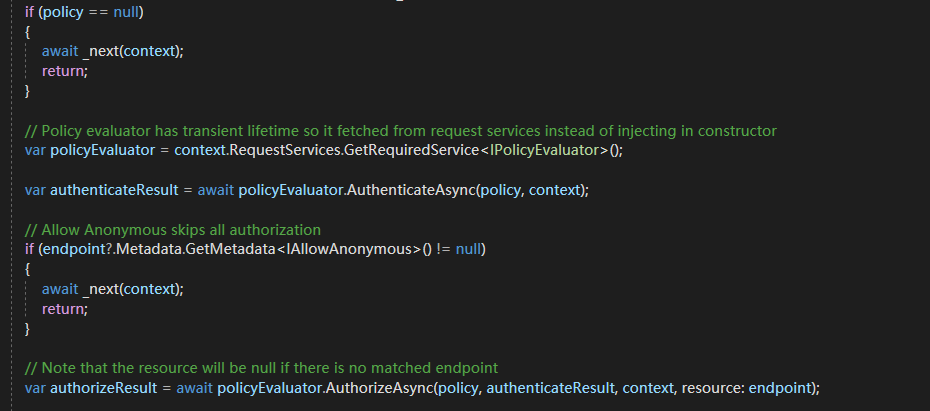 if (policy == null)
{
await _next(context);
return;
}
// Policy evaluator has transient lifetime so it fetched from request services instead of injecting in constructor
var policyEvaluator = context.RequestServices.GetRequiredService<IPolicyEvaluator>();
var authenticateResult = await policyEvaluator.AuthenticateAsync(policy, context);
// Allow Anonymous skips all authorization
if (endpoint?.Metadata.GetMetadata<IAllowAnonymous>() != null)
{
await _next(context);
return;
}
// Note that the resource will be null if there is no matched endpoint
var authorizeResult = await policyEvaluator.AuthorizeAsync(policy, authenticateResult, context, resource: endpoint);